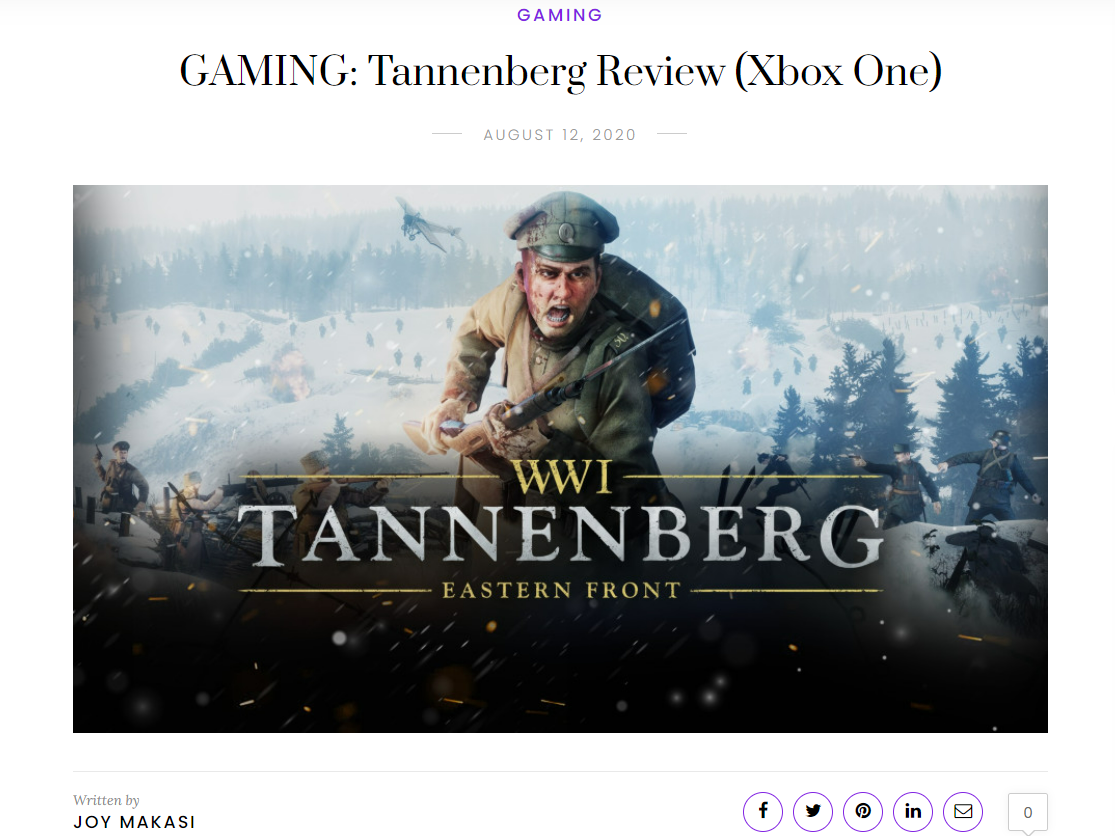 GAMING
GAMING: Tannenberg Review (Xbox One)
AUGUST 12, 2020
WWI
TANNENBERG
EASTERN FRONT
Written by
JOY MAKASI
0